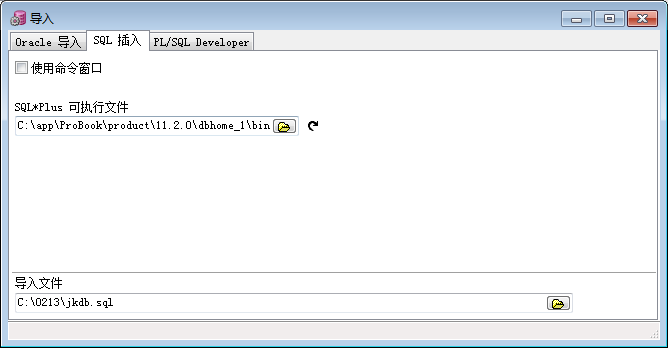 导入
Oracle 导入 SQL 插入 PL/SQL Developer
使用命令窗口
SQL*Plus 可执行文件
C:\app\ProBook\product\11.2.0\dbhome_1\bin
导入文件
C:\0213\jkdb.sql